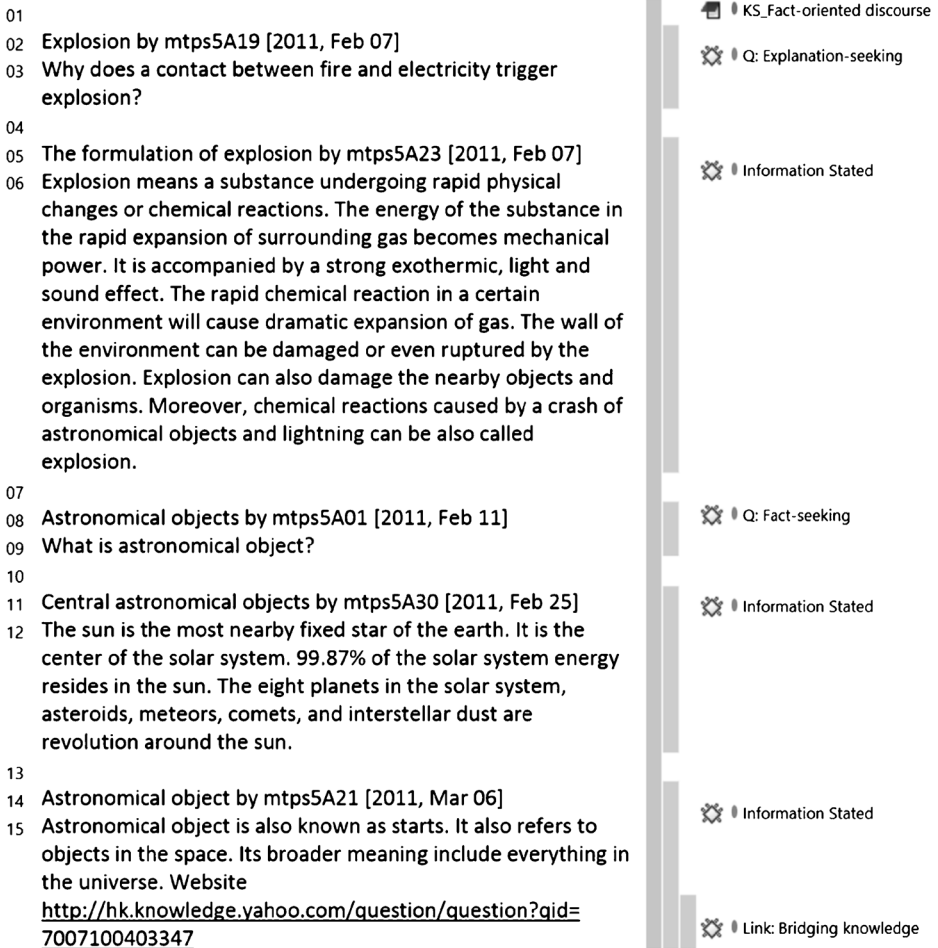 01
KS_Fact-oriented discourse
02 Explosion by mtps5A19 [2011, Feb 07]
Q: Explanation-seeking
03 Why does a contact between fire and electricity trigger
explosion?
04
05 The formulation of explosion by mtps5A23 [2011, Feb 07]
Information Stated
06 Explosion means a substance undergoing rapid physical
changes or chemical reactions. The energy of the substance in
the rapid expansion of surrounding gas becomes mechanical
power. It is accompanied by a strong exothermic, light and
sound effect. The rapid chemical reaction in a certain
environment will cause dramatic expansion of gas. The wall of
the environment can be damaged or even ruptured by the
explosion. Explosion can also damage the nearby objects and
organisms. Moreover, chemical reactions caused by a crash of
astronomical objects and lightning can be also called
explosion.
07
08 Astronomical objects by mtps5A01 [2011, Feb 11]
Q: Fact-seeking
09 What is astronomical object?
10
11 Central astronomical objects by mtps5A30 [2011, Feb 25]
Information Stated
12 The sun is the most nearby fixed star of the earth. It is the
center of the solar system. 99.87% of the solar system energy
resides in the sun. The eight planets in the solar system,
asteroids, meteors, comets, and interstellar dust are
revolution around the sun.
13
14 Astronomical object by mtps5A21 [2011, Mar 06]
Information Stated
15 Astronomical object is also known as starts. It also refers to
objects in the space. Its broader meaning include everything in
the universe. Website
http://hk.knowledge.yahoo.com/question/question?qid=
7007100403347
Link: Bridging knowledge